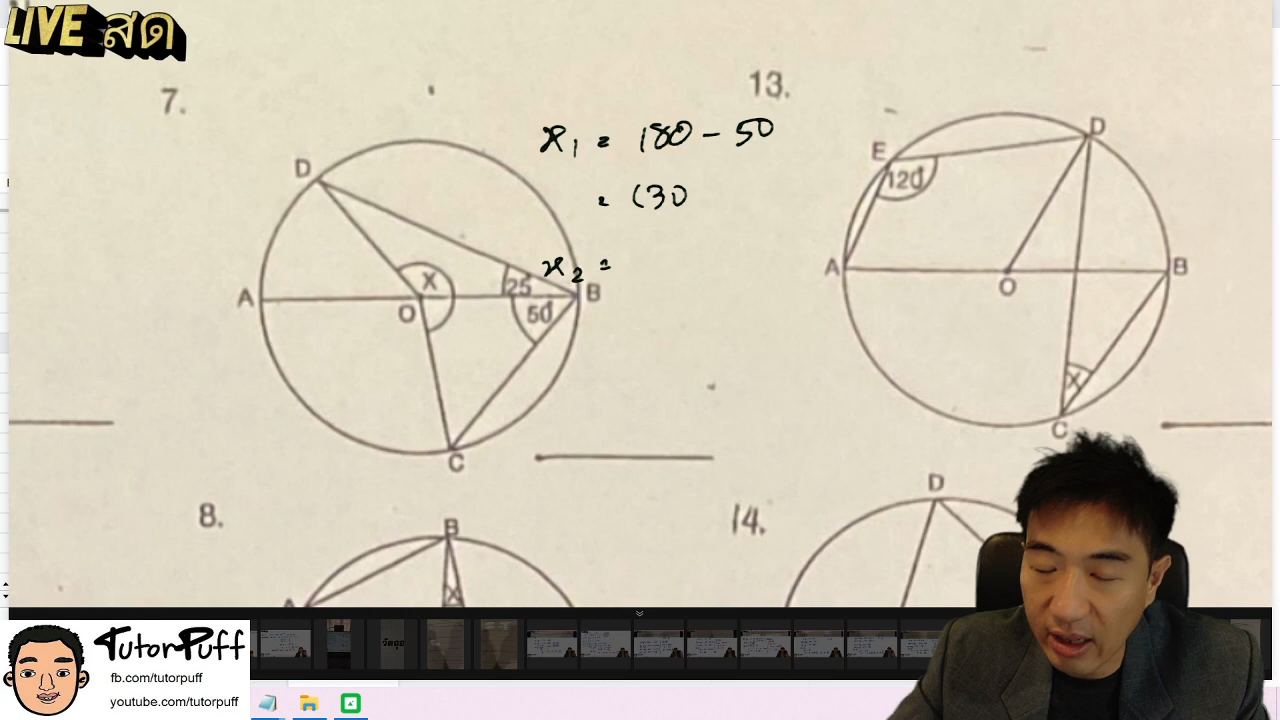 LIVE สด
7.
D
A
O
X
25
50
B
C
x₁ = 180 - 50
= 130
x₂ =
13.
E
D
120
A
O
B
X
C
8.
B
A
X
14.
D
TutorPuff
fb.com/tutorpuff
youtube.com/tutorpuff